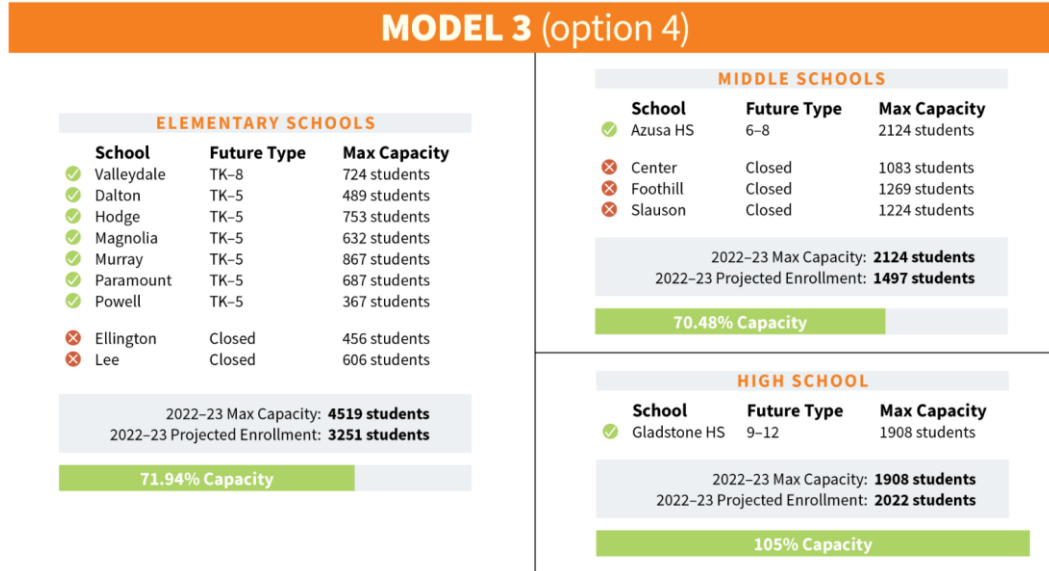 MODEL 3 (option 4)
ELEMENTARY SCHOOLS
School Future Type Max Capacity
Valleydale TK–8 724 students
Dalton TK–5 489 students
Hodge TK–5 753 students
Magnolia TK–5 632 students
Murray TK–5 867 students
Paramount TK–5 687 students
Powell TK–5 367 students
Ellington Closed 456 students
Lee Closed 606 students
2022–23 Max Capacity: 4519 students
2022–23 Projected Enrollment: 3251 students
71.94% Capacity
MIDDLE SCHOOLS
School Future Type Max Capacity
Azusa HS 6–8 2124 students
Center Closed 1083 students
Foothill Closed 1269 students
Slauson Closed 1224 students
2022–23 Max Capacity: 2124 students
2022–23 Projected Enrollment: 1497 students
70.48% Capacity
HIGH SCHOOL
School Future Type Max Capacity
Gladstone HS 9–12 1908 students
2022–23 Max Capacity: 1908 students
2022–23 Projected Enrollment: 2022 students
105% Capacity